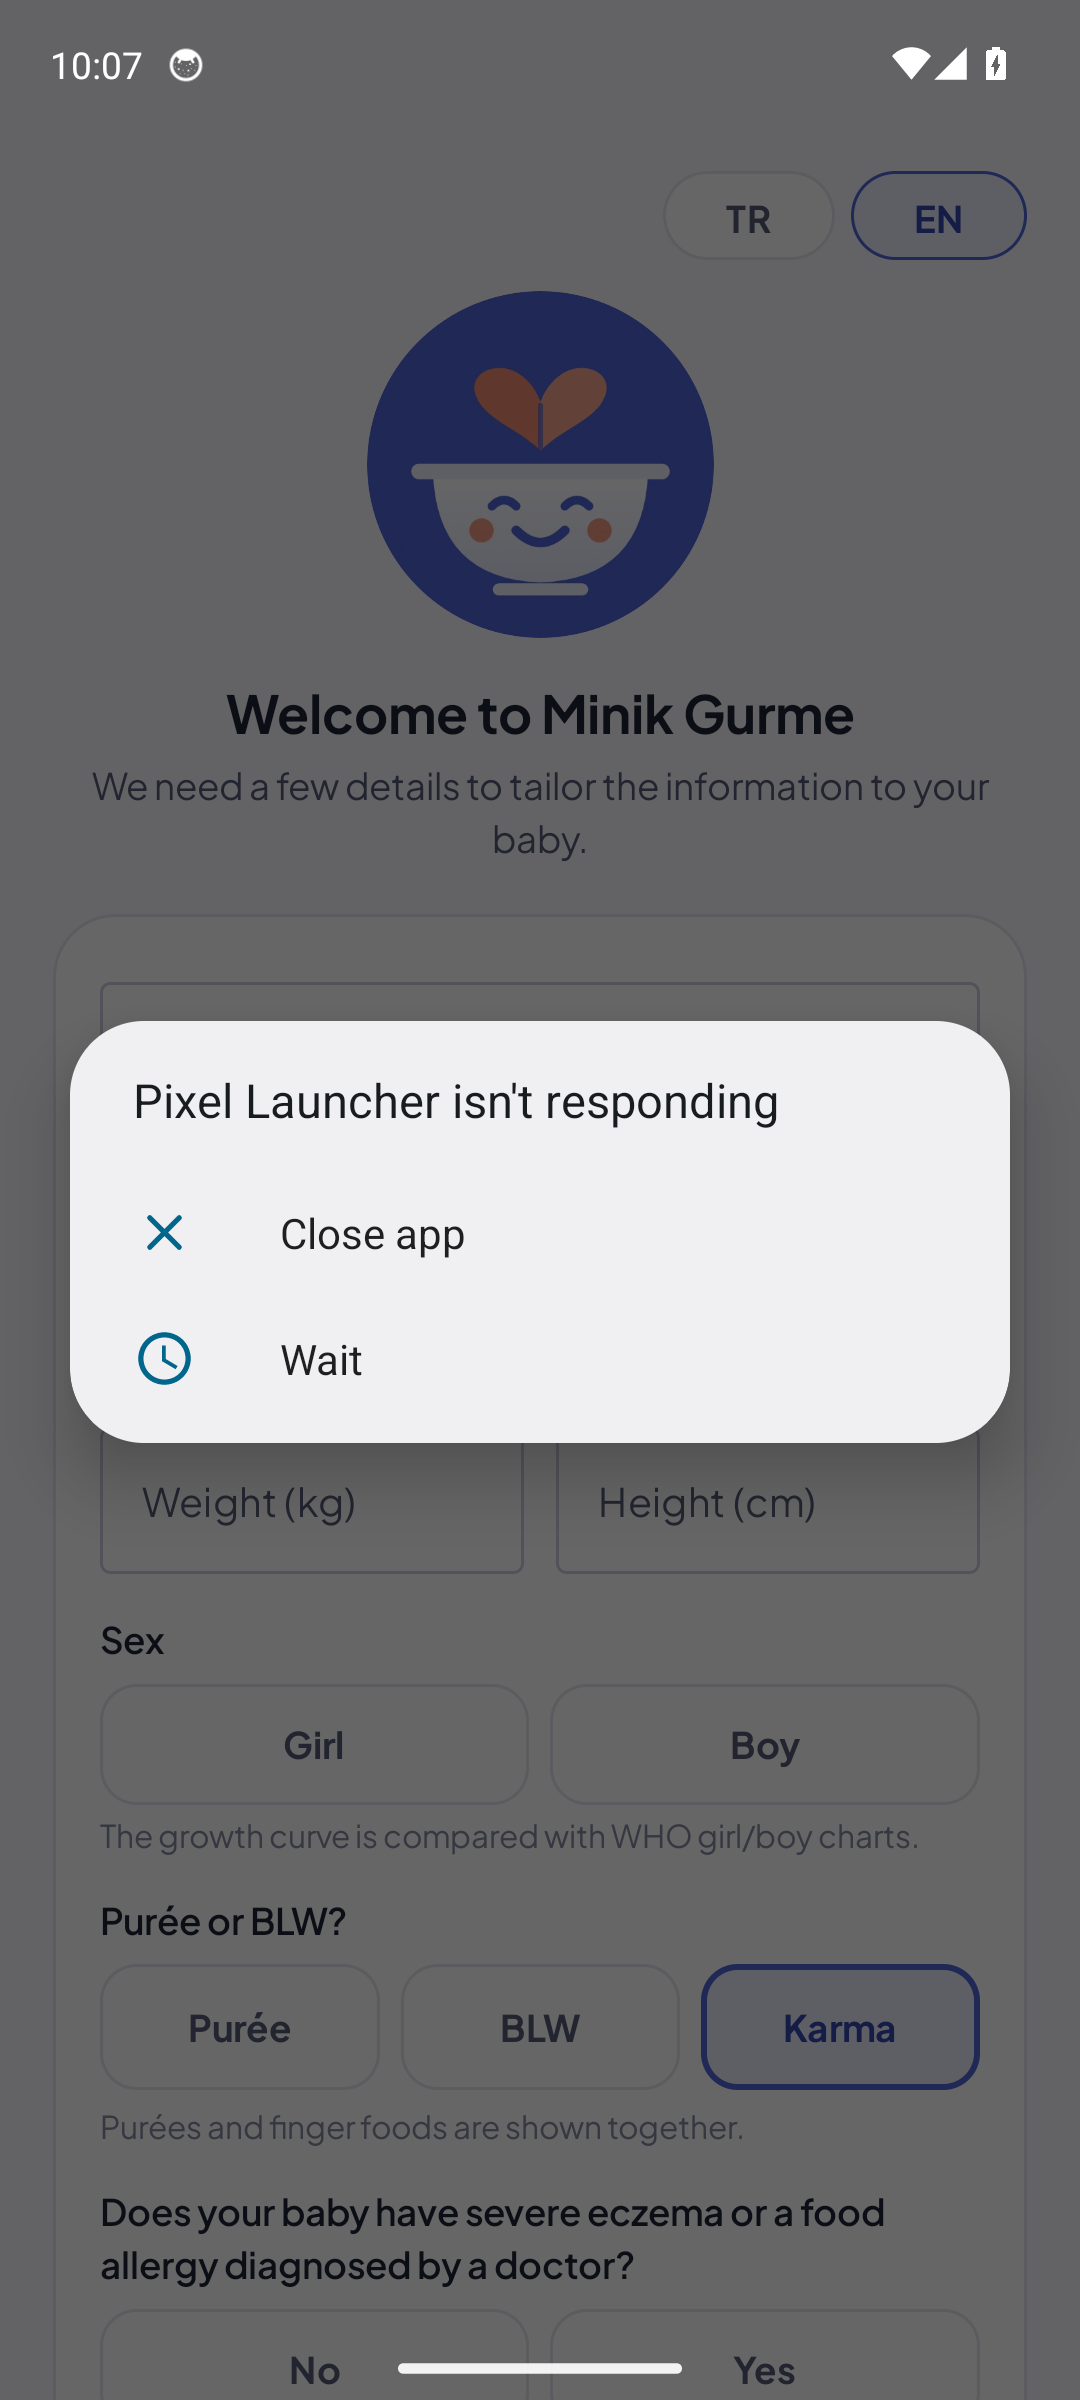 10:07
TR
EN
Welcome to Minik Gurme
We need a few details to tailor the information to your
baby.
Pixel Launcher isn't responding
Close app
Wait
Weight (kg)
Height (cm)
Sex
Girl
Boy
The growth curve is compared with WHO girl/boy charts.
Purée or BLW?
Purée
BLW
Karma
Purées and finger foods are shown together.
Does your baby have severe eczema or a food
allergy diagnosed by a doctor?
No
Yes